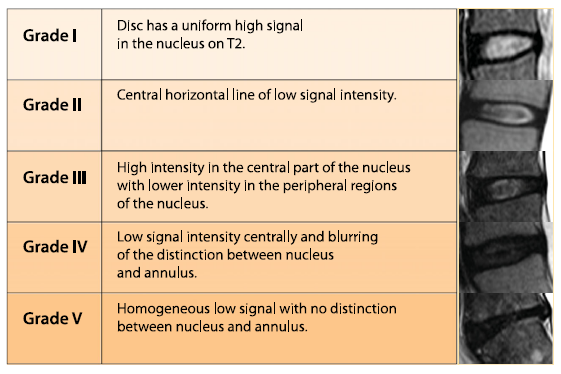 Grade I
Disc has a uniform high signal
in the nucleus on T2.
Grade II
Central horizontal line of low signal intensity.
Grade III
High intensity in the central part of the nucleus
with lower intensity in the peripheral regions
of the nucleus.
Grade IV
Low signal intensity centrally and blurring
of the distinction between nucleus
and annulus.
Grade V
Homogeneous low signal with no distinction
between nucleus and annulus.